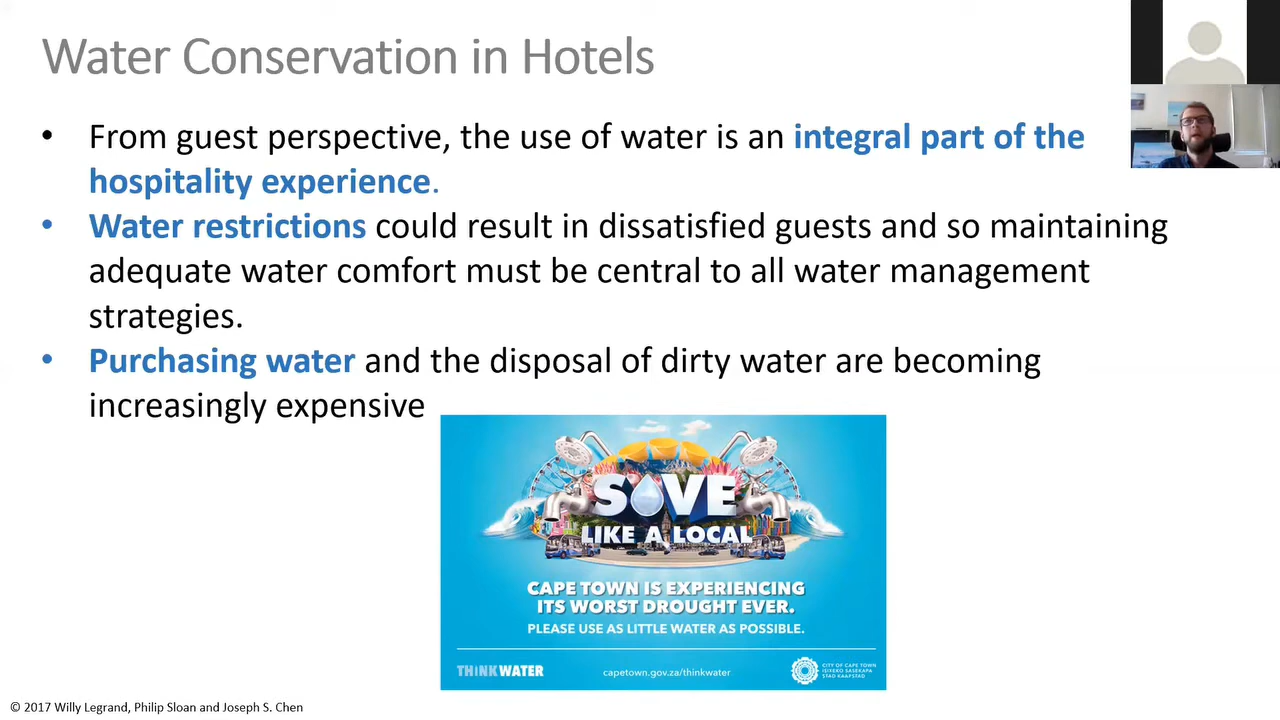 Water Conservation in Hotels
• From guest perspective, the use of water is an integral part of the
hospitality experience.
• Water restrictions could result in dissatisfied guests and so maintaining
adequate water comfort must be central to all water management
strategies.
• Purchasing water and the disposal of dirty water are becoming
increasingly expensive
SAVE
LIKE A LOCAL
CAPE TOWN IS EXPERIENCING
ITS WORST DROUGHT EVER.
PLEASE USE AS LITTLE WATER AS POSSIBLE.
THINKWATER
capetown.gov.za/thinkwater
CITY OF CAPE TOWN
ISIXEKO SASEKAPA
STAD KAAPSTAD
© 2017 Willy Legrand, Philip Sloan and Joseph S. Chen